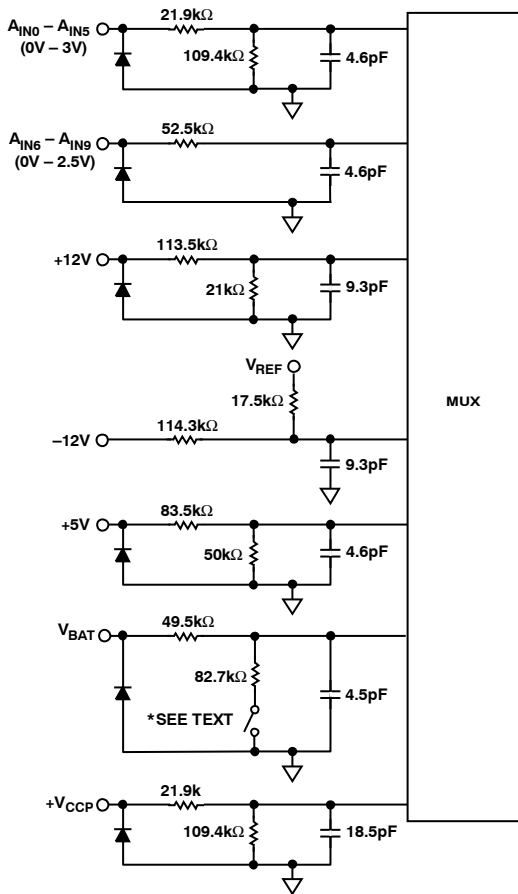 A_IN0 – A_IN5
(0V – 3V)
21.9kΩ
109.4kΩ
4.6pF
A_IN6 – A_IN9
(0V – 2.5V)
52.5kΩ
4.6pF
+12V
113.5kΩ
21kΩ
9.3pF
V_REF
17.5kΩ
MUX
–12V
114.3kΩ
9.3pF
+5V
83.5kΩ
50kΩ
4.6pF
V_BAT
49.5kΩ
82.7kΩ
*SEE TEXT
4.5pF
+V_CCP
21.9k
109.4kΩ
18.5pF